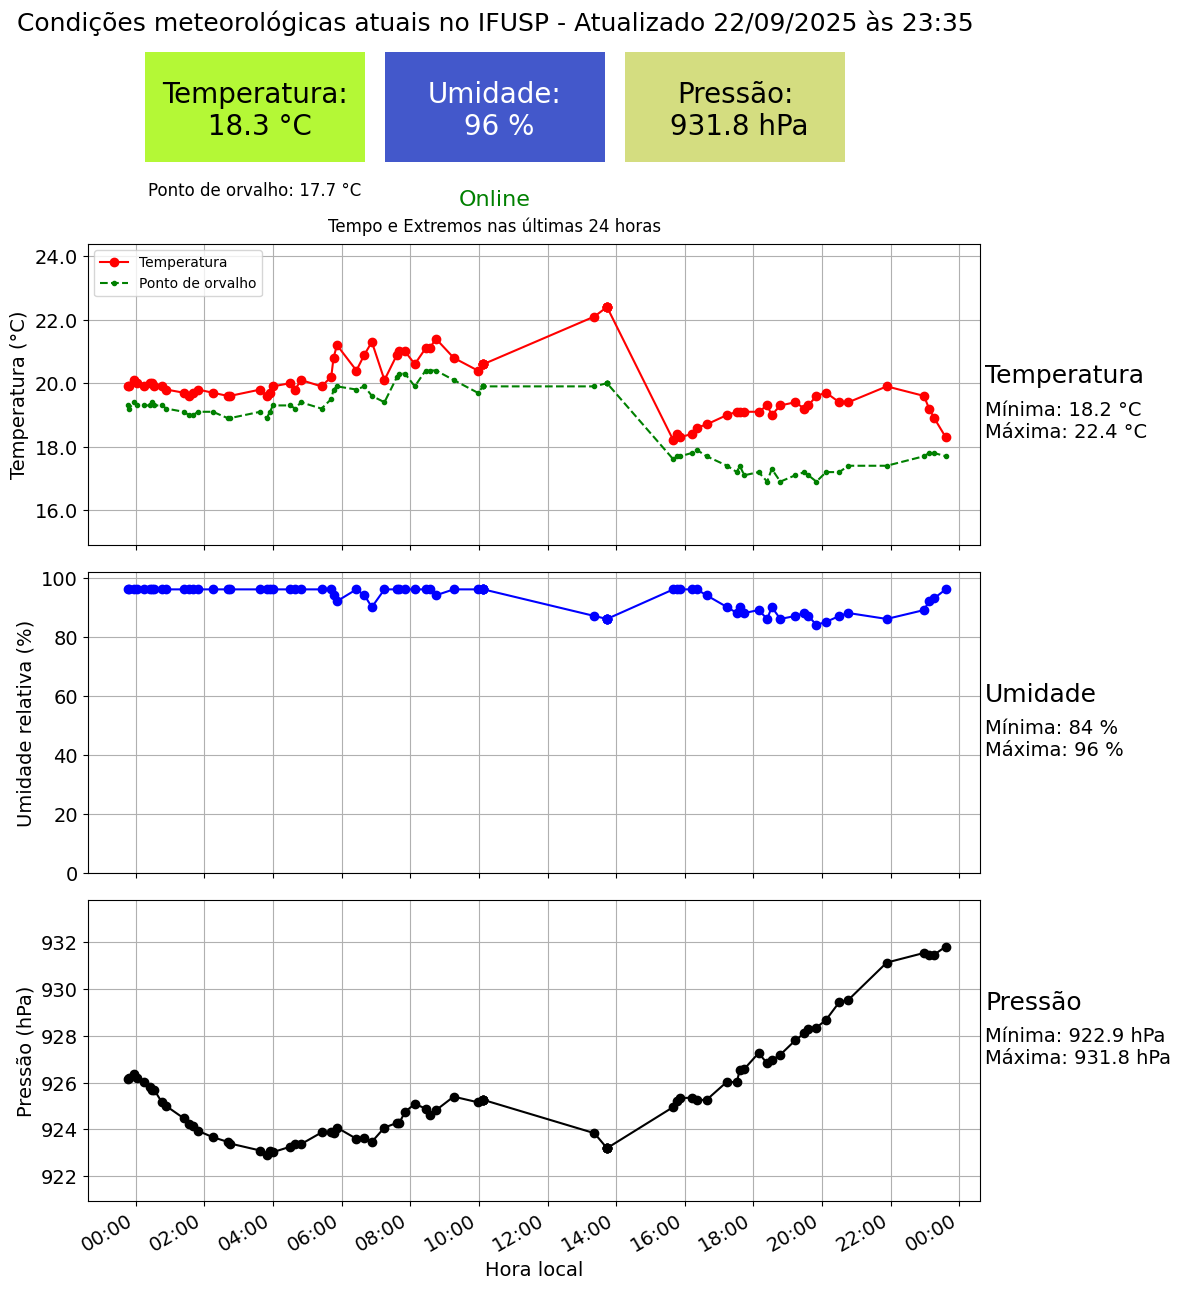 Condições meteorológicas atuais no IFUSP - Atualizado 22/09/2025 às 23:35
Temperatura:
18.3 °C
Umidade:
96 %
Pressão:
931.8 hPa
Ponto de orvalho: 17.7 °C
Online
Tempo e Extremos nas últimas 24 horas
Temperatura
Ponto de orvalho
Temperatura (°C)
24.0
22.0
20.0
18.0
16.0
Temperatura
Mínima: 18.2 °C
Máxima: 22.4 °C
Umidade relativa (%)
100
80
60
40
20
0
Umidade
Mínima: 84 %
Máxima: 96 %
Pressão (hPa)
932
930
928
926
924
922
Pressão
Mínima: 922.9 hPa
Máxima: 931.8 hPa
00:00 02:00 04:00 06:00 08:00 10:00 12:00 14:00 16:00 18:00 20:00 22:00 00:00
Hora local